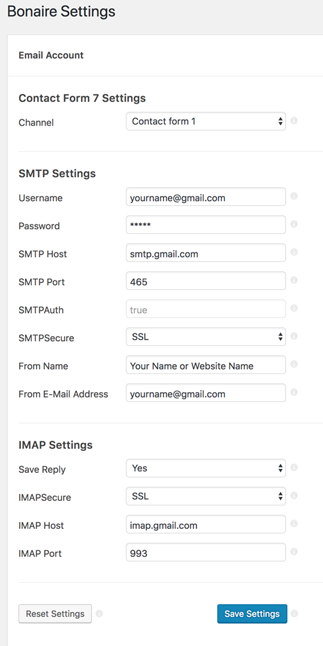 Bonaire Settings
Email Account
Contact Form 7 Settings
Channel Contact form 1
SMTP Settings
Username yourname@gmail.com
Password *****
SMTP Host smtp.gmail.com
SMTP Port 465
SMTPAuth true
SMTPSecure SSL
From Name Your Name or Website Name
From E-Mail Address yourname@gmail.com
IMAP Settings
Save Reply Yes
IMAPSecure SSL
IMAP Host imap.gmail.com
IMAP Port 993
Reset Settings Save Settings